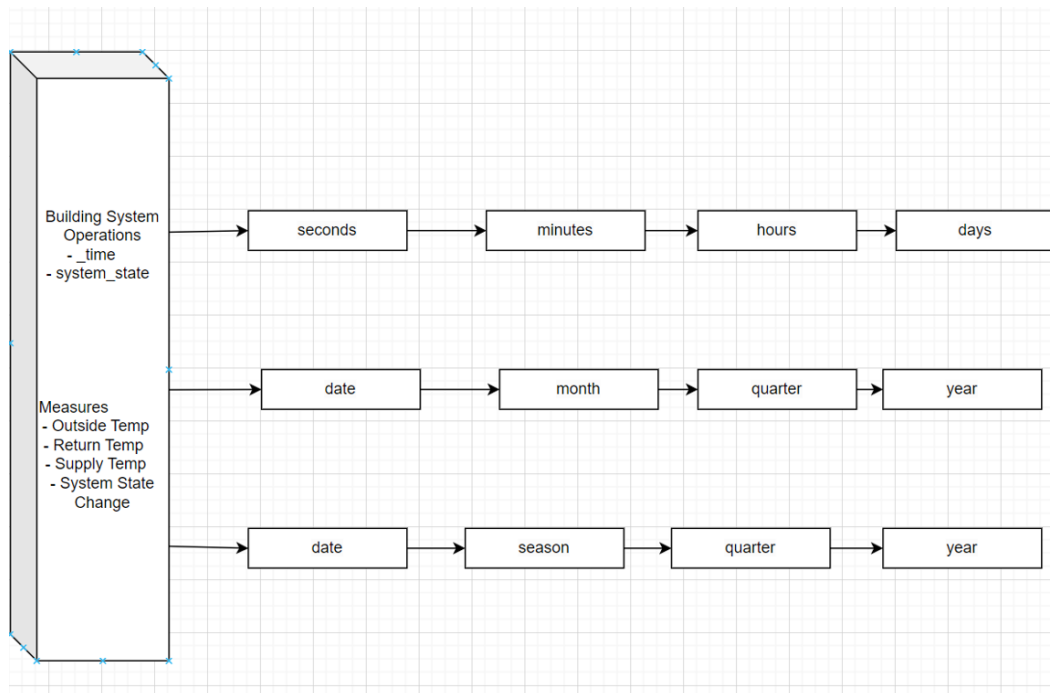 Building System
Operations
- _time
- system_state
seconds
minutes
hours
days
Measures
- Outside Temp
- Return Temp
- Supply Temp
- System State
Change
date
month
quarter
year
date
season
quarter
year